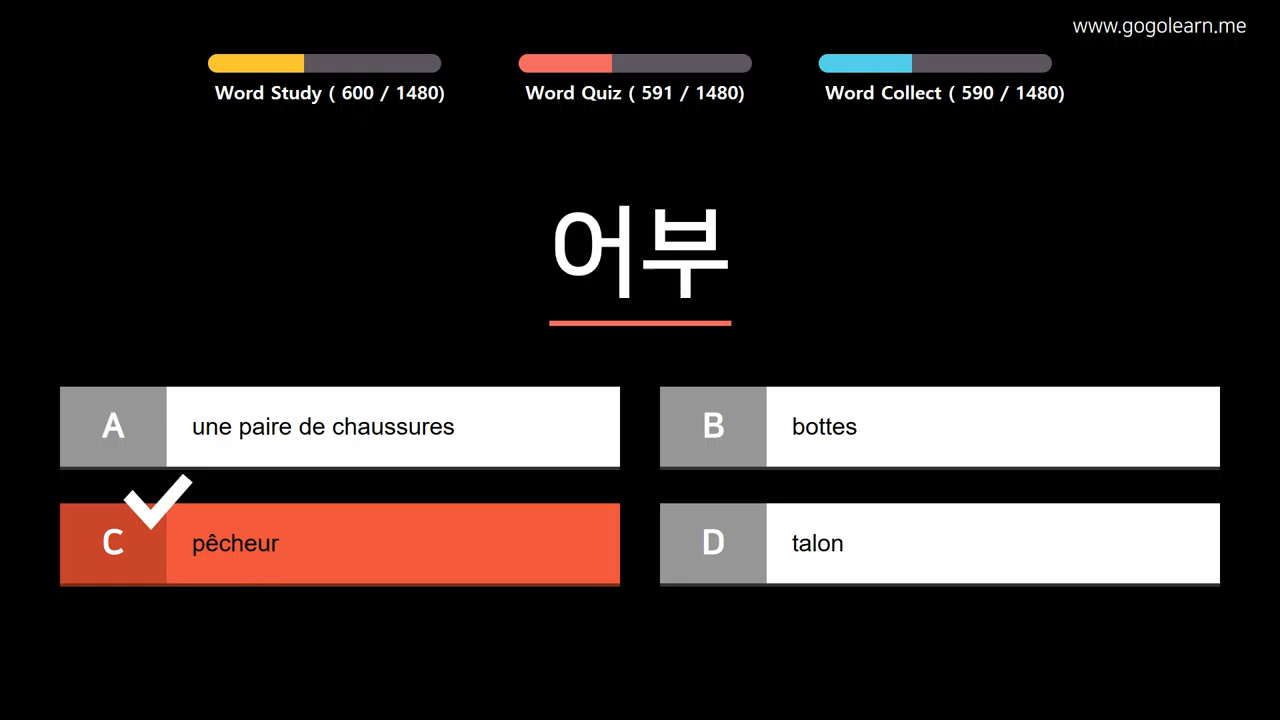 www.gogolearn.me
Word Study ( 600 / 1480)
Word Quiz ( 591 / 1480)
Word Collect ( 590 / 1480)
어부
A
une paire de chaussures
B
bottes
C
pêcheur
D
talon